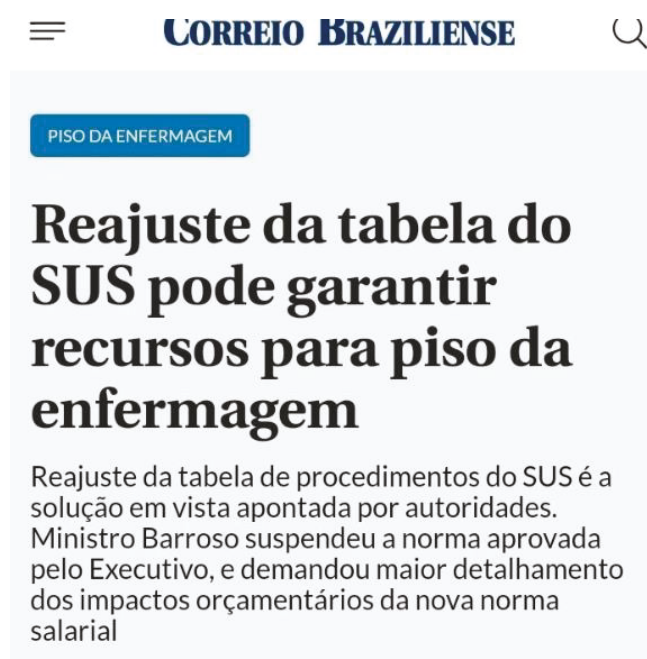 CORREIO BRAZILIENSE
PISO DA ENFERMAGEM
Reajuste da tabela do
SUS pode garantir
recursos para piso da
enfermagem
Reajuste da tabela de procedimentos do SUS é a
solução em vista apontada por autoridades.
Ministro Barroso suspendeu a norma aprovada
pelo Executivo, e demandou maior detalhamento
dos impactos orçamentários da nova norma
salarial